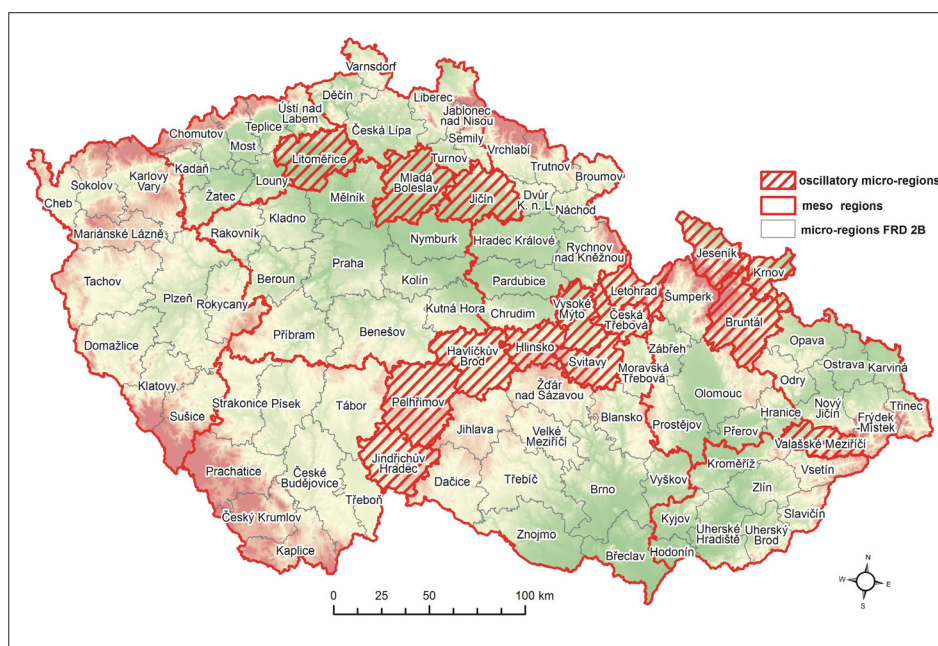 Varnsdorf
Děčín
Liberec
Ústí nad
Labem
Jablonec
nad Nisou
Teplice
Česká Lípa
Chomutov
Most
Semily
Vrchlabí
Litoměřice
Turnov
Trutnov
Kadaň
Karlovy
Vary
Mladá
Boleslav
Broumov
Sokolov
Louny
Jičín
Dvůr
K. n. L.
Žatec
Mělník
Cheb
Náchod
Kladno
Mariánské Lázně
Rakovník
Nymburk
Hradec Králové
Rychnov
nad Kněžnou
Jeseník
Praha
Beroun
Krnov
Tachov
Kolín
Pardubice
Letohrad
Šumperk
Plzeň
Rokycany
Vysoké
Mýto
Kutná Hora
Chrudim
Česká
Třebová
Bruntál
Příbram
Benešov
Opava
Domažlice
Havlíčkův
Brod
Hlinsko
Zábřeh
Ostrava
Svitavy
Karviná
Moravská
Třebová
Odry
Klatovy
Žďár
nad Sázavou
Olomouc
Pelhřimov
Strakonice
Písek
Tábor
Nový
Jičín
Třinec
Hranice
Sušice
Blansko
Frýdek
-Místek
Jihlava
Velké
Meziříčí
Prostějov
Přerov
Valašské Meziříčí
Jindřichův
Hradec
Kroměříž
Prachatice
České
Budějovice
Dačice
Třebíč
Vsetín
Vyškov
Zlín
Brno
Třeboň
Slavičín
Český Krumlov
Kyjov
Uherské
Hradiště
Uherský
Brod
Znojmo
Kaplice
Břeclav
Hodonín
oscillatory micro-regions
meso regions
micro-regions FRD 2B
0 25 50 100 km
N
W
E
S